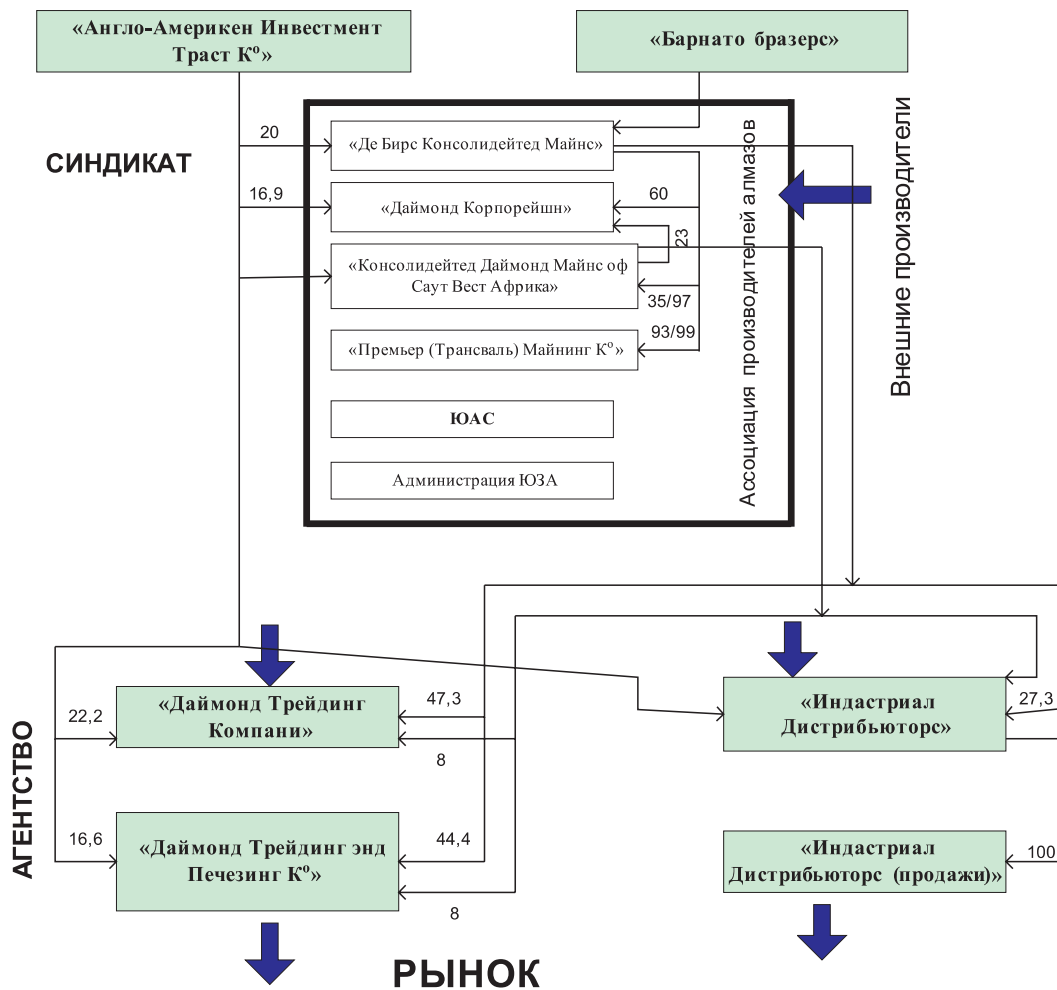 «Англо-Америкен Инвестмент
Траст Кº»
«Барнато бразерс»
СИНДИКАТ
20
«Де Бирс Консолидейтед Майнс»
16,9
«Даймонд Корпорейшн»
60
23
«Консолидейтед Даймонд Майнс оф
Саут Вест Африка»
35/97
93/99
«Премьер (Трансваль) Майнинг Кº»
ЮАС
Администрация ЮЗА
Ассоциация производителей алмазов
Внешние производители
АГЕНТСТВО
22,2
«Даймонд Трейдинг
Компани»
47,3
8
«Индастриал
Дистрибьюторс»
27,3
16,6
«Даймонд Трейдинг энд
Печезинг Кº»
44,4
8
«Индастриал
Дистрибьюторс (продажи)»
100
РЫНОК